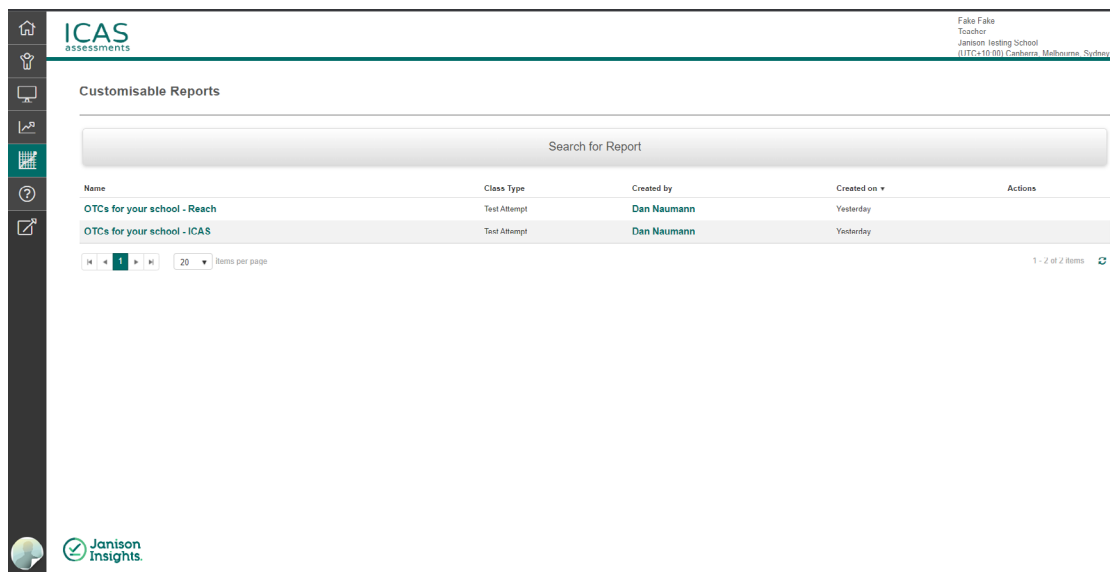 ICAS
assessments
Fake Fake
Teacher
Janison Testing School
(UTC+10:00) Canberra, Melbourne, Sydney
Customisable Reports
Search for Report
Name Class Type Created by Created on Actions
OTCs for your school - Reach Test Attempt Dan Naumann Yesterday
OTCs for your school - ICAS Test Attempt Dan Naumann Yesterday
1 20 items per page 1 - 2 of 2 items
Janison
Insights.